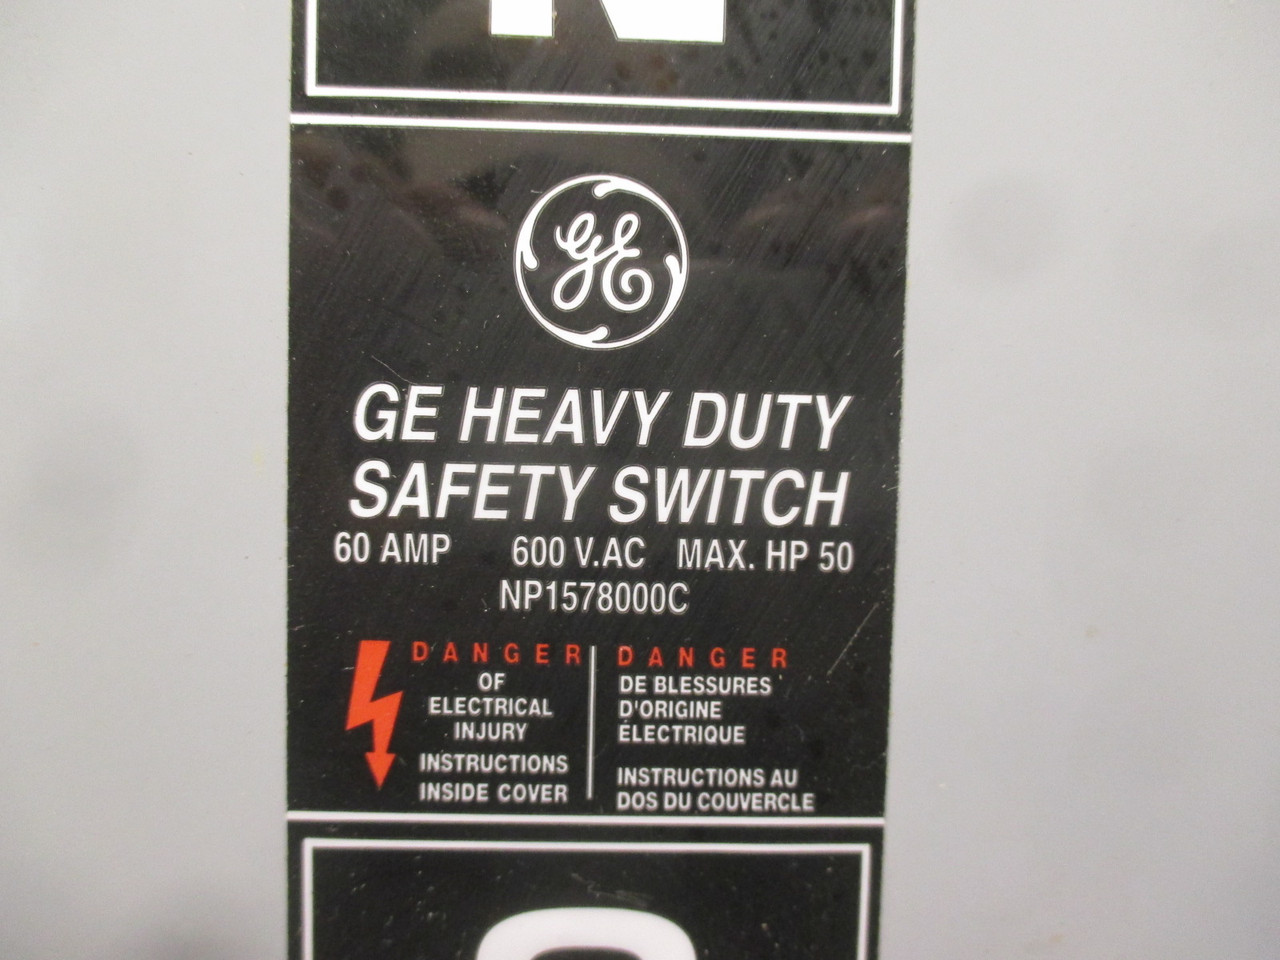 GE
GE HEAVY DUTY
SAFETY SWITCH
60 AMP 600 V.AC MAX. HP 50
NP1578000C
DANGER
OF
ELECTRICAL
INJURY
INSTRUCTIONS
INSIDE COVER
DANGER
DE BLESSURES
D'ORIGINE
ÉLECTRIQUE
INSTRUCTIONS AU
DOS DU COUVERCLE